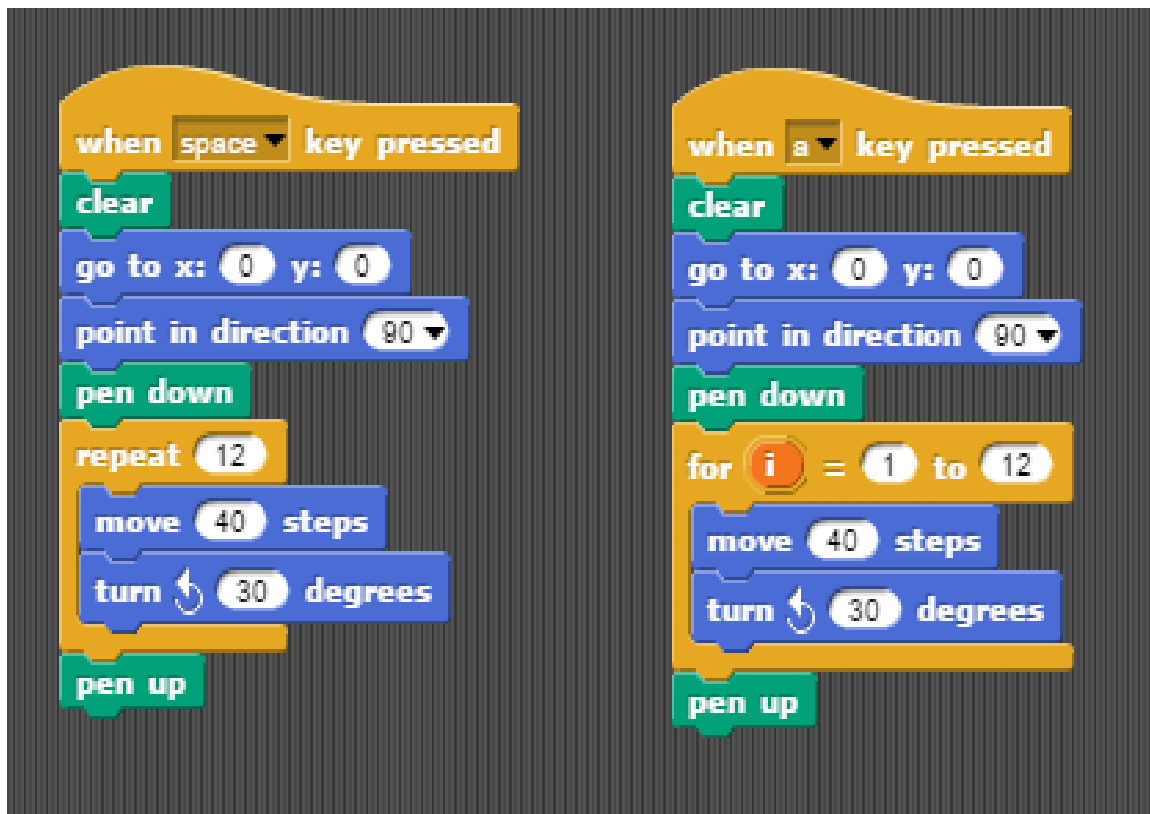 when space key pressed
clear
go to x: 0 y: 0
point in direction 90
pen down
repeat 12
move 40 steps
turn 30 degrees
pen up
when a key pressed
clear
go to x: 0 y: 0
point in direction 90
pen down
for i = 1 to 12
move 40 steps
turn 30 degrees
pen up